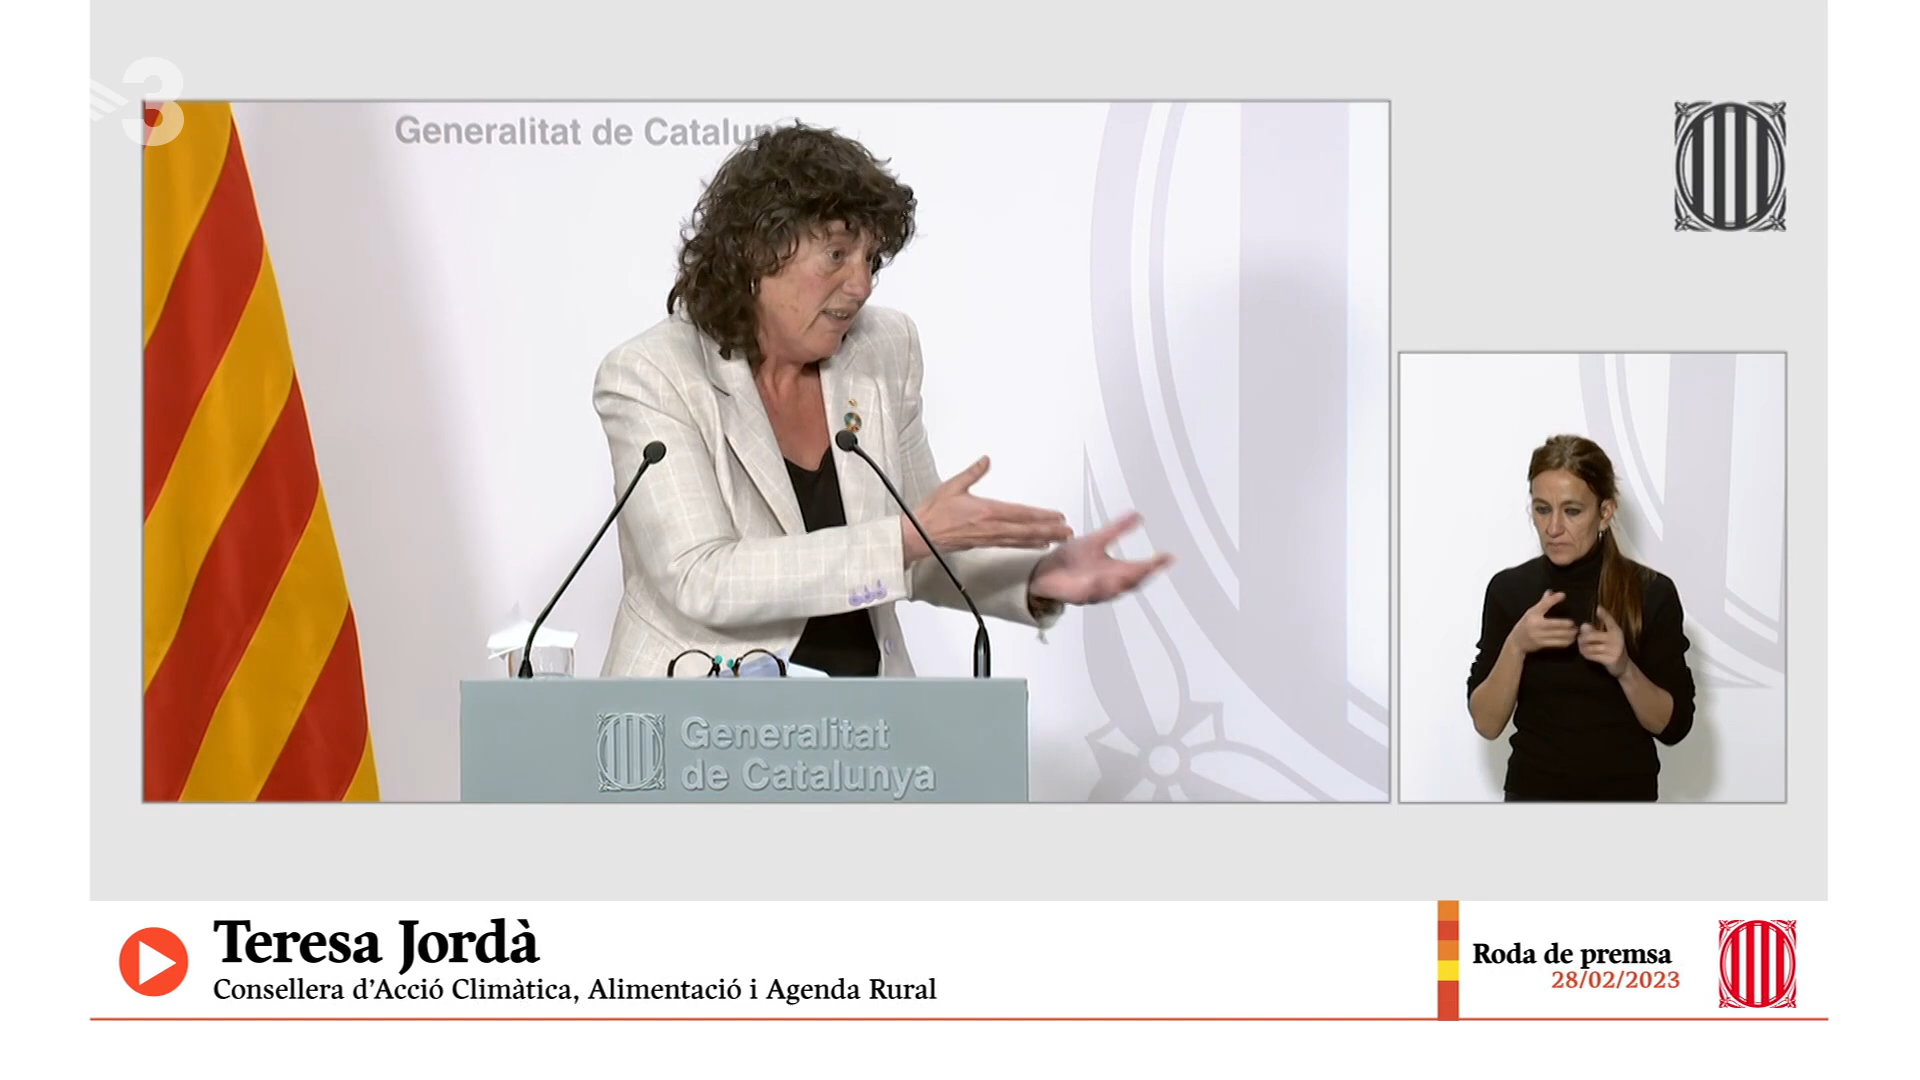 3
Generalitat de Catalun
Generalitat
de Catalunya
Teresa Jordà
Consellera d’Acció Climàtica, Alimentació i Agenda Rural
Roda de premsa
28/02/2023